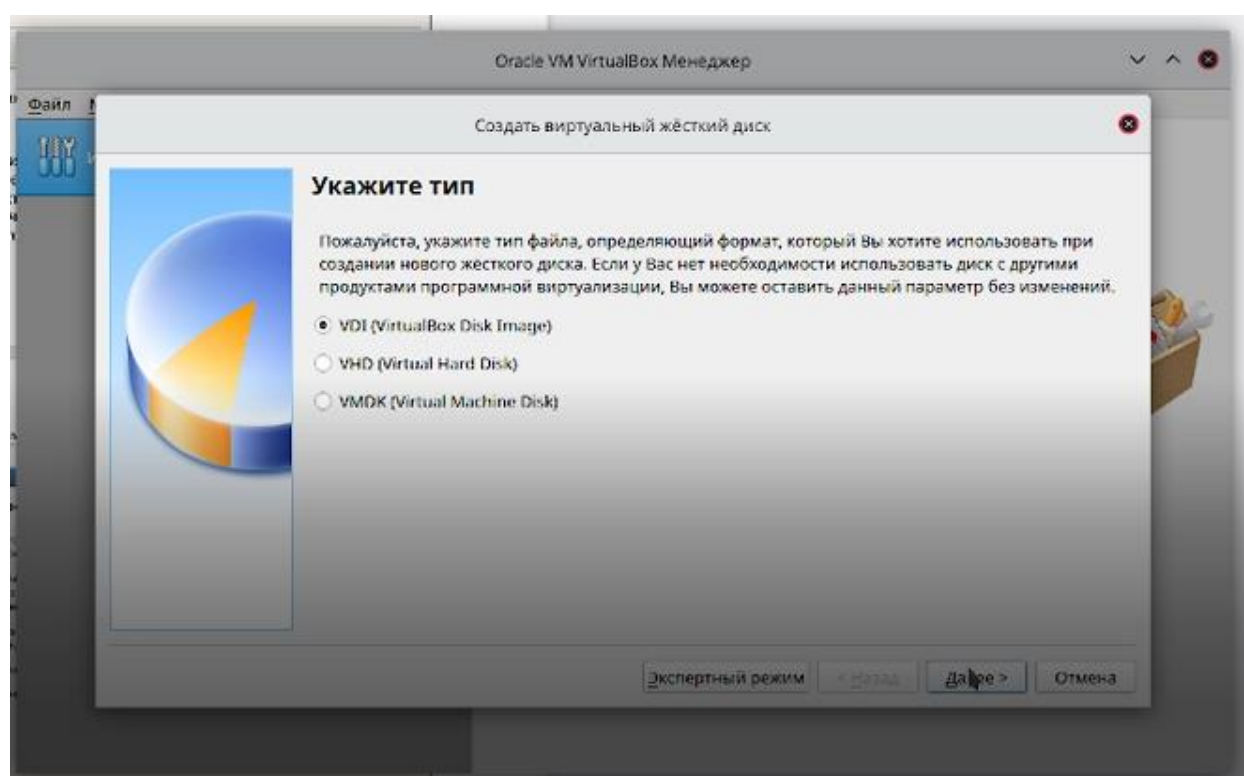 Oracle VM VirtualBox Менеджер
Файл
Создать виртуальный жёсткий диск
Укажите тип
Пожалуйста, укажите тип файла, определяющий формат, который Вы хотите использовать при
создании нового жесткого диска. Если у Вас нет необходимости использовать диск с другими
продуктами программной виртуализации, Вы можете оставить данный параметр без изменений.
VDI (VirtualBox Disk Image)
VHD (Virtual Hard Disk)
VMDK (Virtual Machine Disk)
Экспертный режим < Назад Далее > Отмена